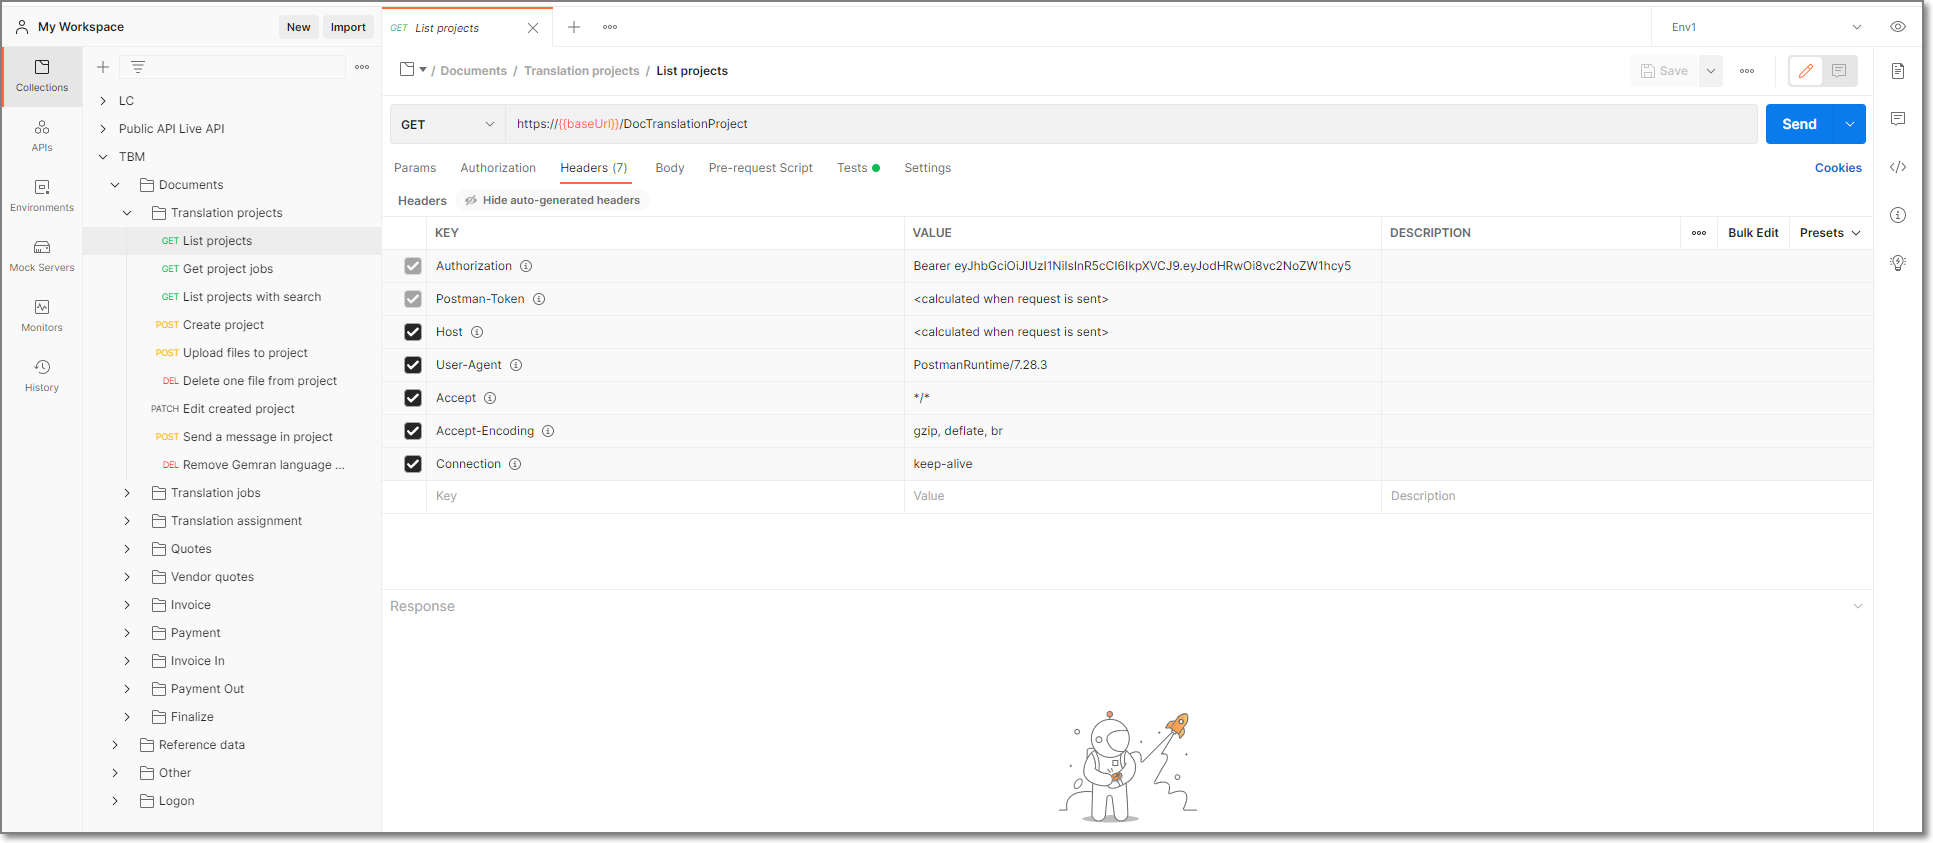 My Workspace
New
Import
GET List projects
Env1
Collections
APIs
Environments
Mock Servers
Monitors
History
LC
Public API Live API
TBM
Documents
Translation projects
GET List projects
GET Get project jobs
GET List projects with search
POST Create project
POST Upload files to project
DEL Delete one file from project
PATCH Edit created project
POST Send a message in project
DEL Remove Gemran language ...
Translation jobs
Translation assignment
Quotes
Vendor quotes
Invoice
Payment
Invoice In
Payment Out
Finalize
Reference data
Other
Logon
/ Documents / Translation projects / List projects
Save
GET
https://{{baseUrl}}/DocTranslationProject
Send
Params Authorization Headers (7) Body Pre-request Script Tests Settings
Cookies
Headers Hide auto-generated headers
KEY VALUE DESCRIPTION Bulk Edit Presets
Authorization Bearer eyJhbGciOiJIUzI1NiIsInR5cCI6IkpXVCJ9.eyJodHRwOi8vc2NoZW1hcy5
Postman-Token <calculated when request is sent>
Host <calculated when request is sent>
User-Agent PostmanRuntime/7.28.3
Accept */*
Accept-Encoding gzip, deflate, br
Connection keep-alive
Key Value Description
Response